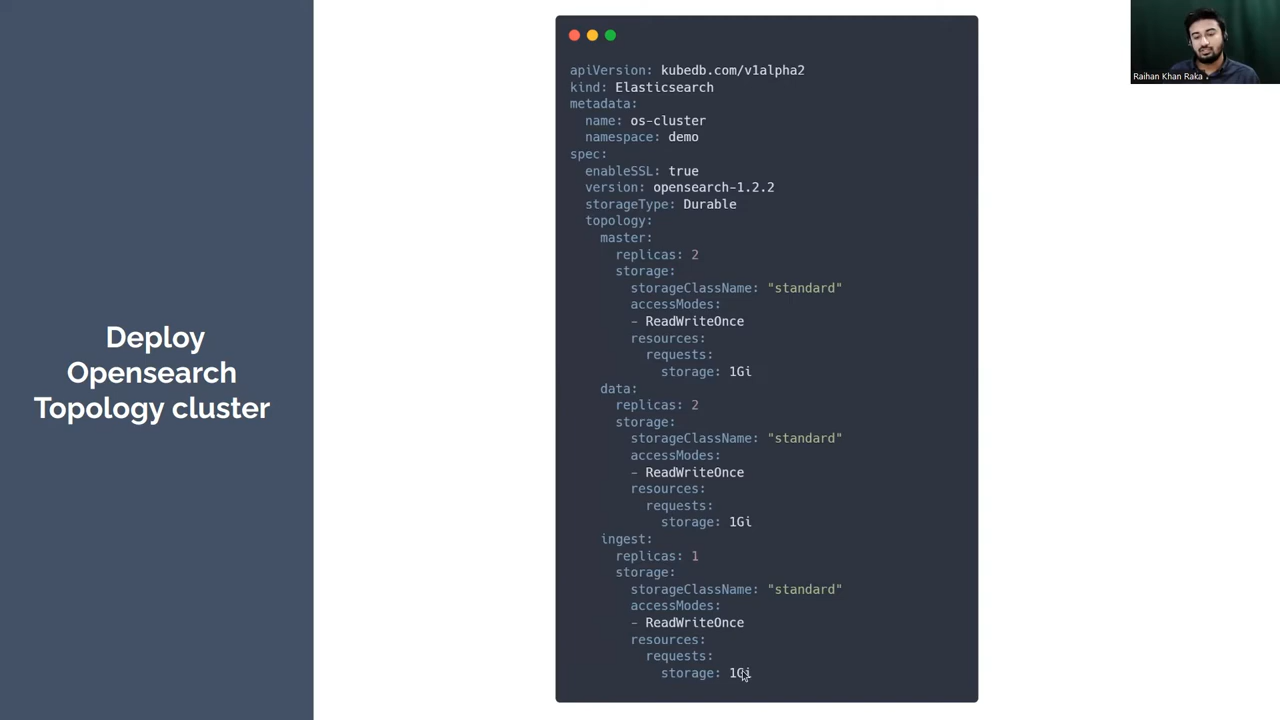 Deploy
Opensearch
Topology cluster
apiVersion: kubedb.com/v1alpha2
kind: Elasticsearch
metadata:
  name: os-cluster
  namespace: demo
spec:
  enableSSL: true
  version: opensearch-1.2.2
  storageType: Durable
  topology:
    master:
      replicas: 2
      storage:
        storageClassName: "standard"
        accessModes:
        - ReadWriteOnce
        resources:
          requests:
            storage: 1Gi
    data:
      replicas: 2
      storage:
        storageClassName: "standard"
        accessModes:
        - ReadWriteOnce
        resources:
          requests:
            storage: 1Gi
    ingest:
      replicas: 1
      storage:
        storageClassName: "standard"
        accessModes:
        - ReadWriteOnce
        resources:
          requests:
            storage: 1Gi
Raihan Khan Raka